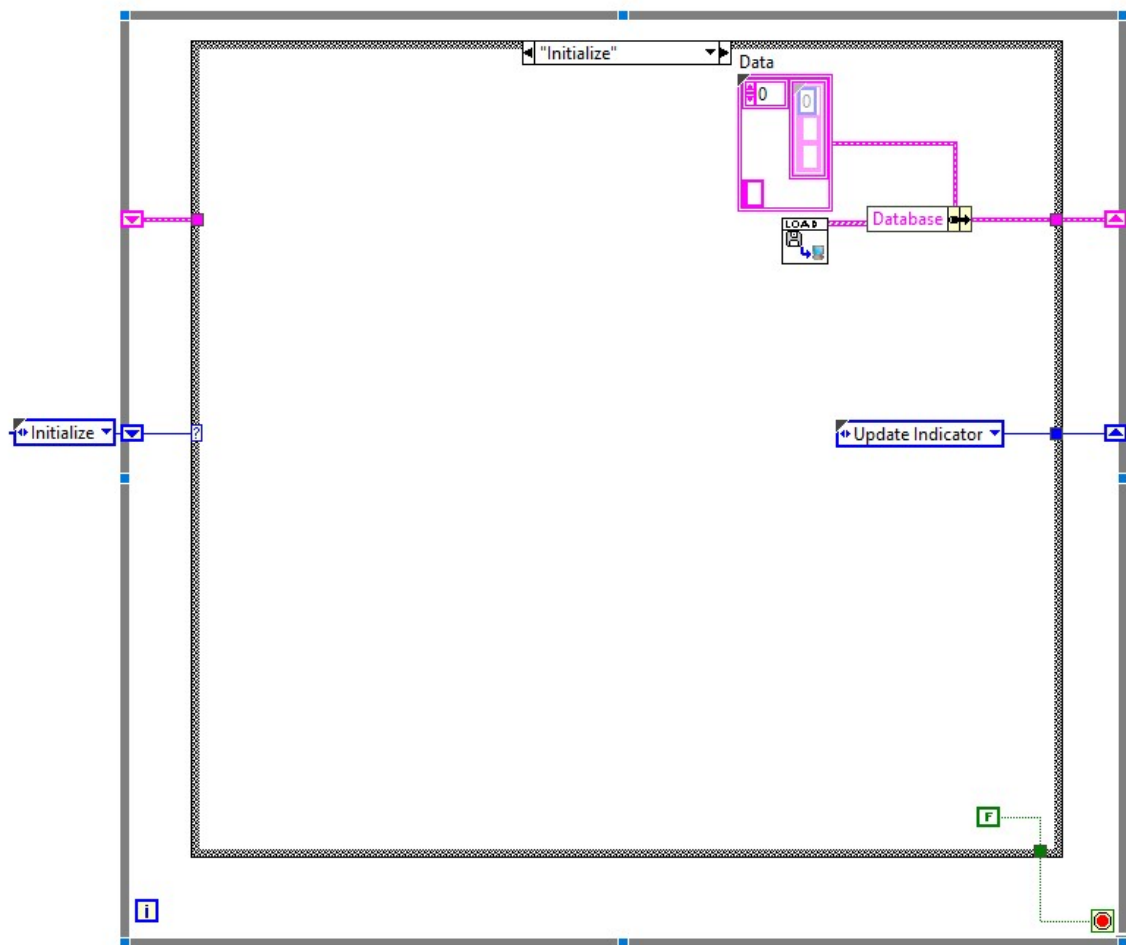 "Initialize"
Data
0
0
Database
LOAD
Initialize
?
Update Indicator
F
i